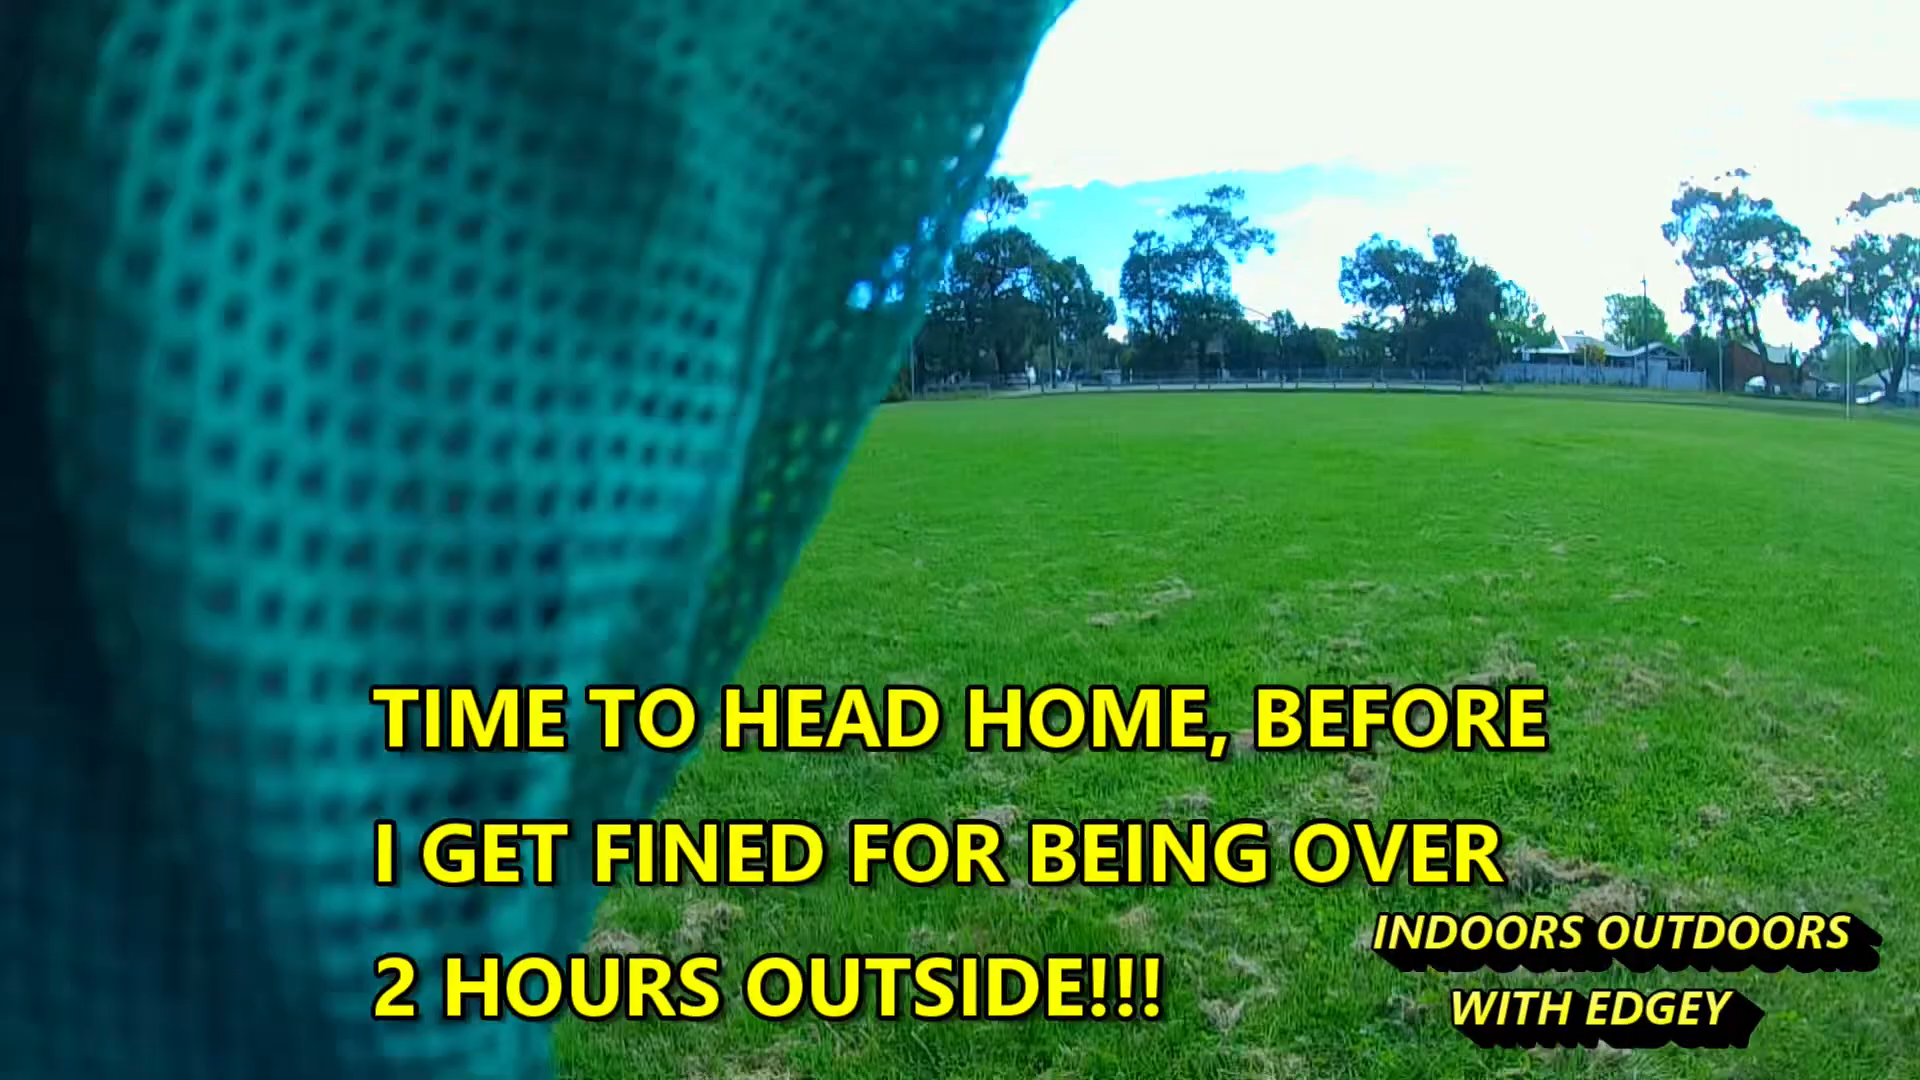 TIME TO HEAD HOME, BEFORE
I GET FINED FOR BEING OVER
2 HOURS OUTSIDE!!!
INDOORS OUTDOORS
WITH EDGEY